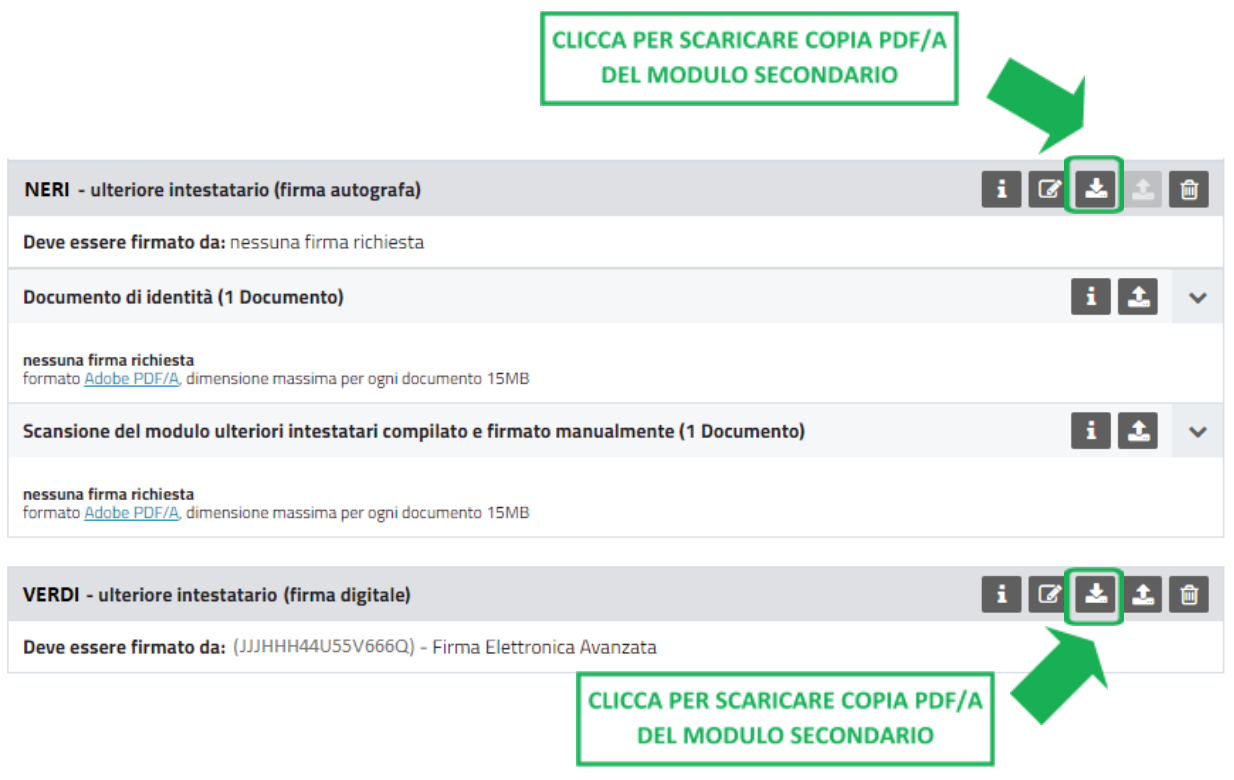 CLICCA PER SCARICARE COPIA PDF/A
DEL MODULO SECONDARIO
NERI - ulteriore intestatario (firma autografa)
Deve essere firmato da: nessuna firma richiesta
Documento di identità (1 Documento)
nessuna firma richiesta
formato Adobe PDF/A, dimensione massima per ogni documento 15MB
Scansione del modulo ulteriori intestatari compilato e firmato manualmente (1 Documento)
nessuna firma richiesta
formato Adobe PDF/A, dimensione massima per ogni documento 15MB
VERDI - ulteriore intestatario (firma digitale)
Deve essere firmato da: (JJJHHH44U55V666Q) - Firma Elettronica Avanzata
CLICCA PER SCARICARE COPIA PDF/A
DEL MODULO SECONDARIO